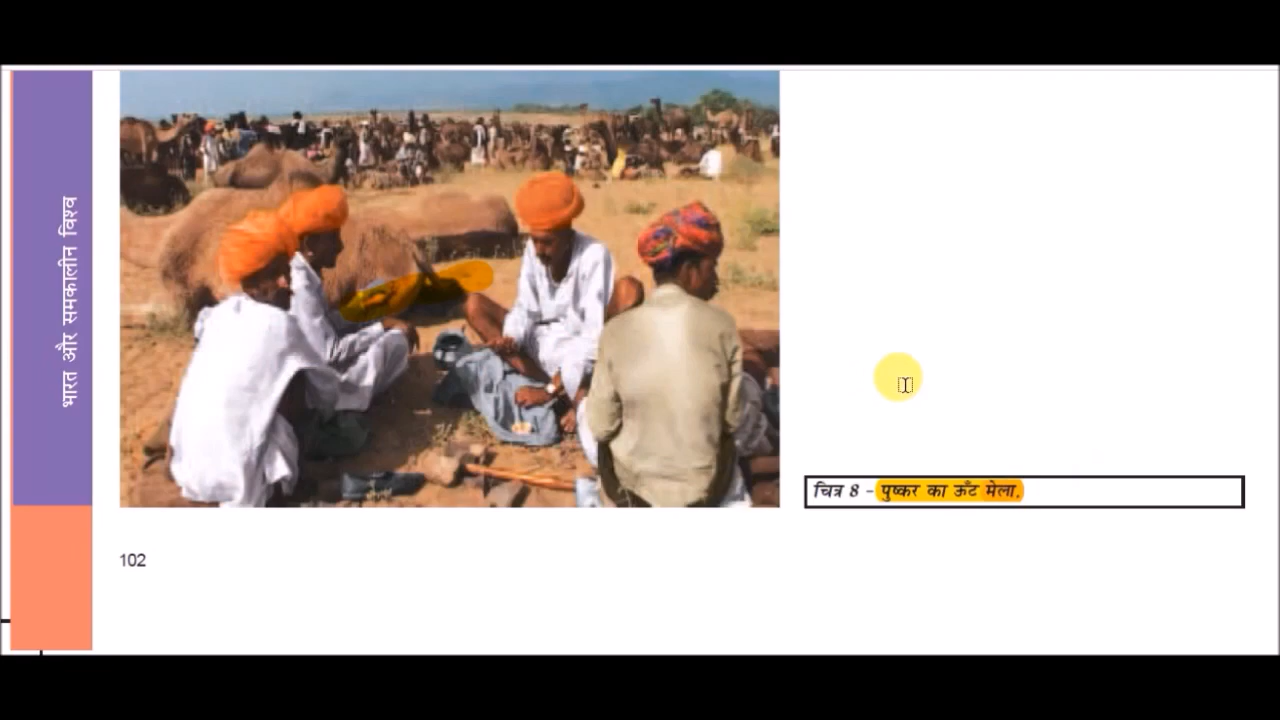 भारत और समकालीन विश्व
चित्र 8 - पुष्कर का ऊँट मेला.
102